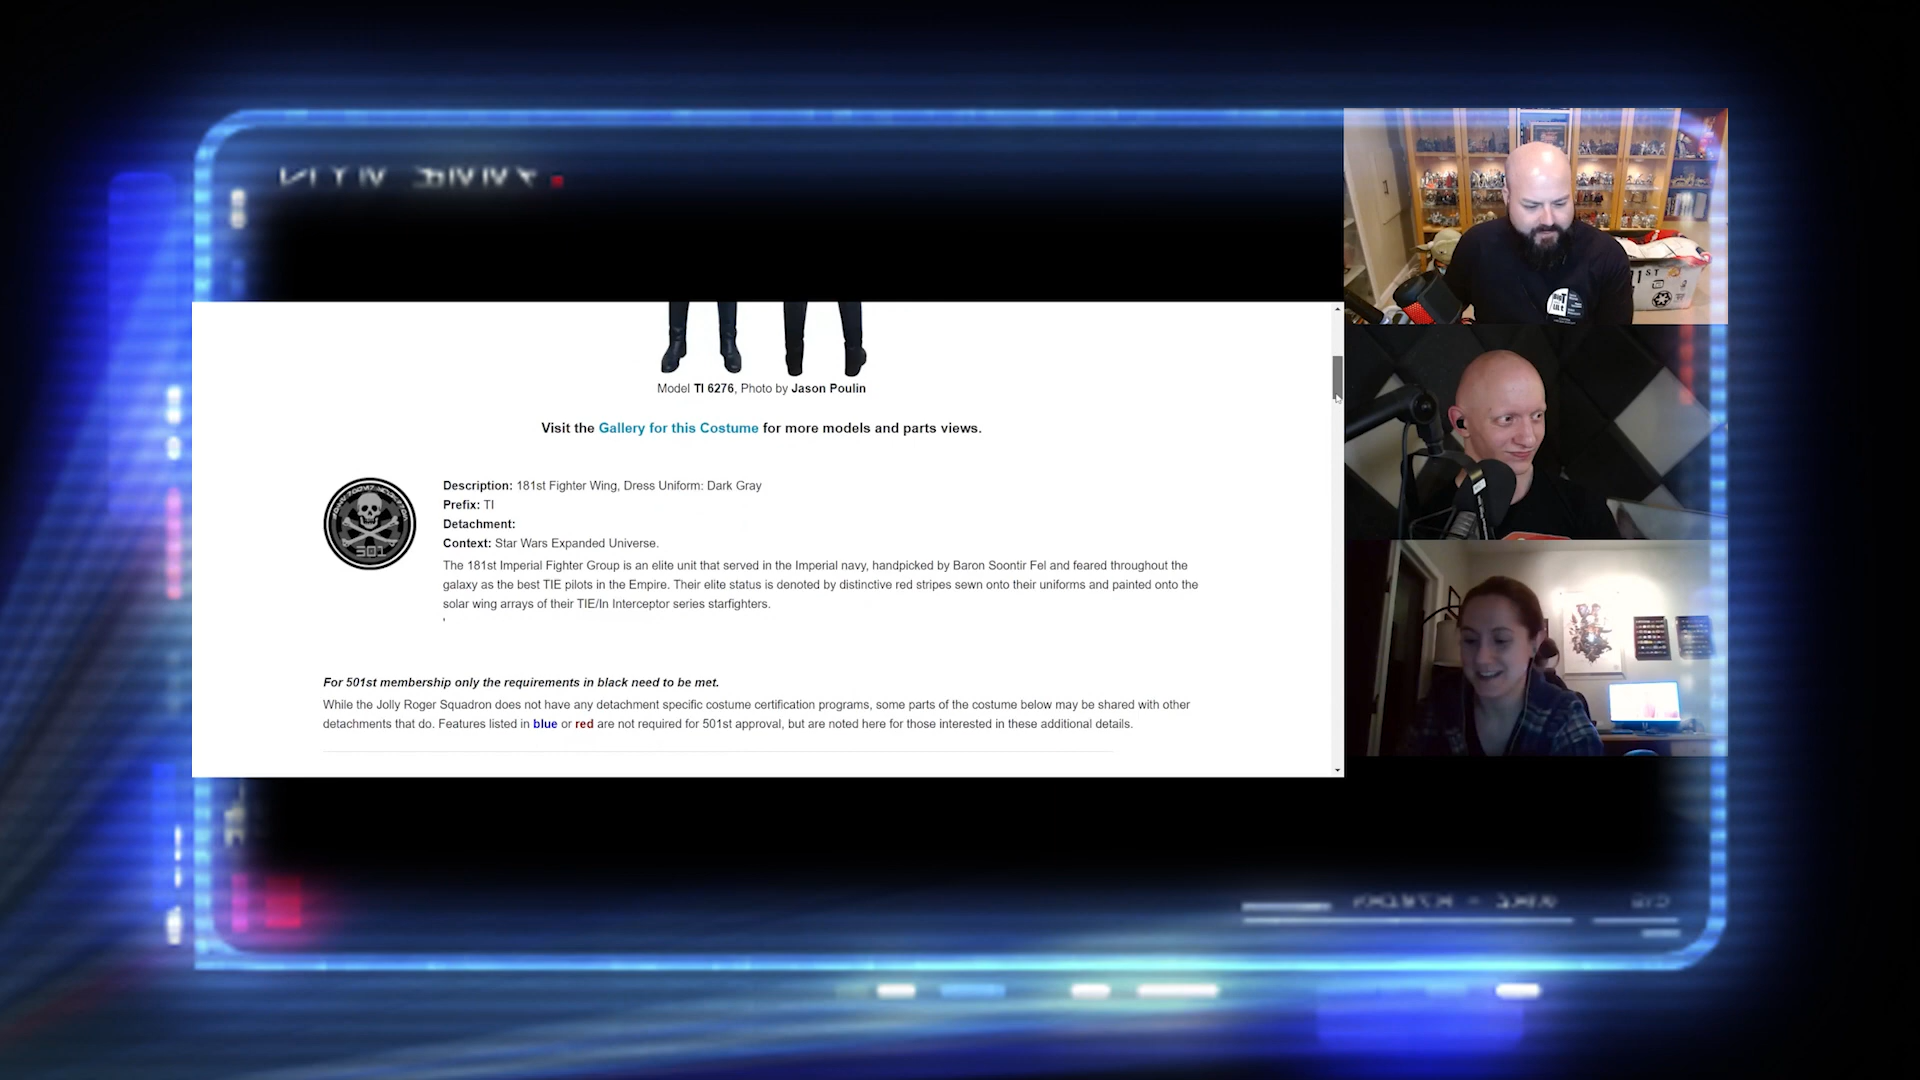 Model TI 6276, Photo by Jason Poulin
Visit the Gallery for this Costume for more models and parts views.
Description: 181st Fighter Wing, Dress Uniform: Dark Gray
Prefix: TI
Detachment:
Context: Star Wars Expanded Universe.
The 181st Imperial Fighter Group is an elite unit that served in the Imperial navy, handpicked by Baron Soontir Fel and feared throughout the
galaxy as the best TIE pilots in the Empire. Their elite status is denoted by distinctive red stripes sewn onto their uniforms and painted onto the
solar wing arrays of their TIE/In Interceptor series starfighters.
501
For 501st membership only the requirements in black need to be met.
While the Jolly Roger Squadron does not have any detachment specific costume certification programs, some parts of the costume below may be shared with other
detachments that do. Features listed in blue or red are not required for 501st approval, but are noted here for those interested in these additional details.